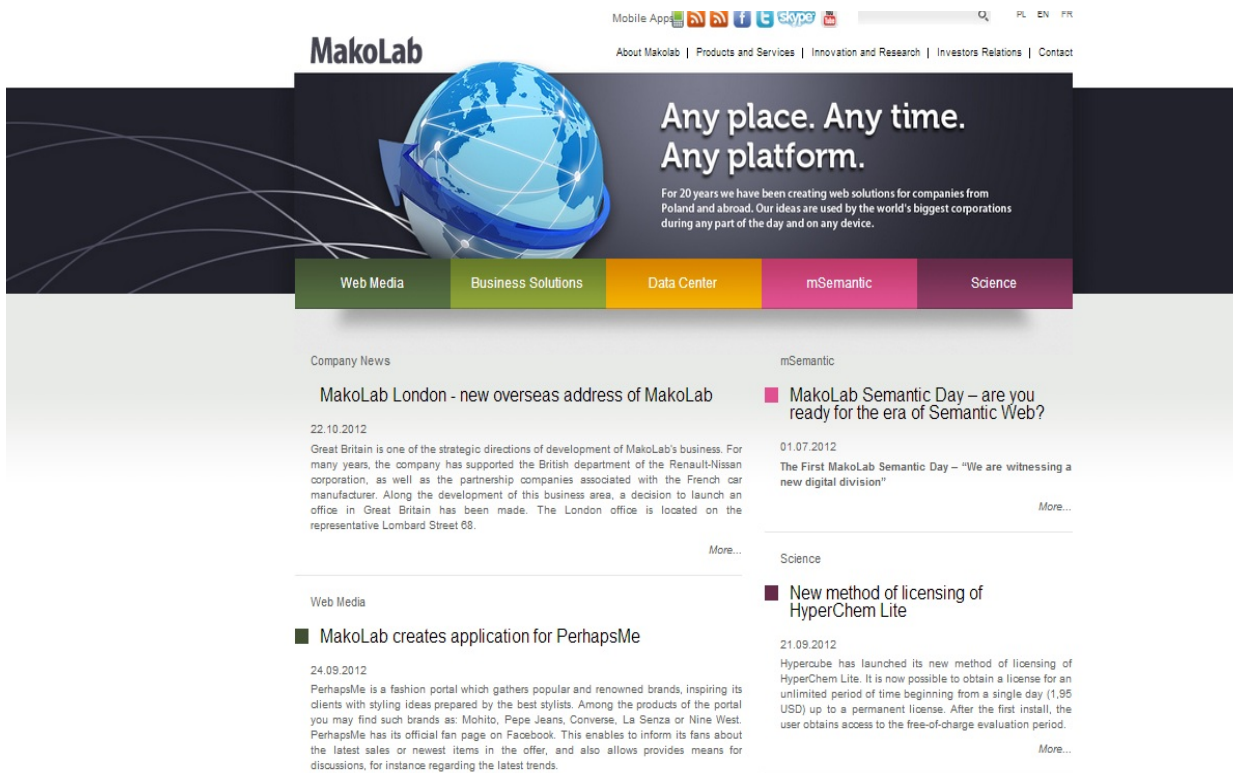 Mobile Apps
PL EN FR
MakoLab
About Makolab | Products and Services | Innovation and Research | Investors Relations | Contact
Any place. Any time.
Any platform.
For 20 years we have been creating web solutions for companies from
Poland and abroad. Our ideas are used by the world's biggest corporations
during any part of the day and on any device.
Web Media
Business Solutions
Data Center
mSemantic
Science
Company News
MakoLab London - new overseas address of MakoLab
22.10.2012
Great Britain is one of the strategic directions of development of MakoLab's business. For
many years, the company has supported the British department of the Renault-Nissan
corporation, as well as the partnership companies associated with the French car
manufacturer. Along the development of this business area, a decision to launch an
office in Great Britain has been made. The London office is located on the
representative Lombard Street 68.
More...
Web Media
MakoLab creates application for PerhapsMe
24.09.2012
PerhapsMe is a fashion portal which gathers popular and renowned brands, inspiring its
clients with styling ideas prepared by the best stylists. Among the products of the portal
you may find such brands as: Mohito, Pepe Jeans, Converse, La Senza or Nine West.
PerhapsMe has its official fan page on Facebook. This enables to inform its fans about
the latest sales or newest items in the offer, and also allows provides means for
discussions, for instance regarding the latest trends.
mSemantic
MakoLab Semantic Day – are you
ready for the era of Semantic Web?
01.07.2012
The First MakoLab Semantic Day – “We are witnessing a
new digital division”
More...
Science
New method of licensing of
HyperChem Lite
21.09.2012
Hypercube has launched its new method of licensing of
HyperChem Lite. It is now possible to obtain a license for an
unlimited period of time beginning from a single day (1,95
USD) up to a permanent license. After the first install, the
user obtains access to the free-of-charge evaluation period.
More...